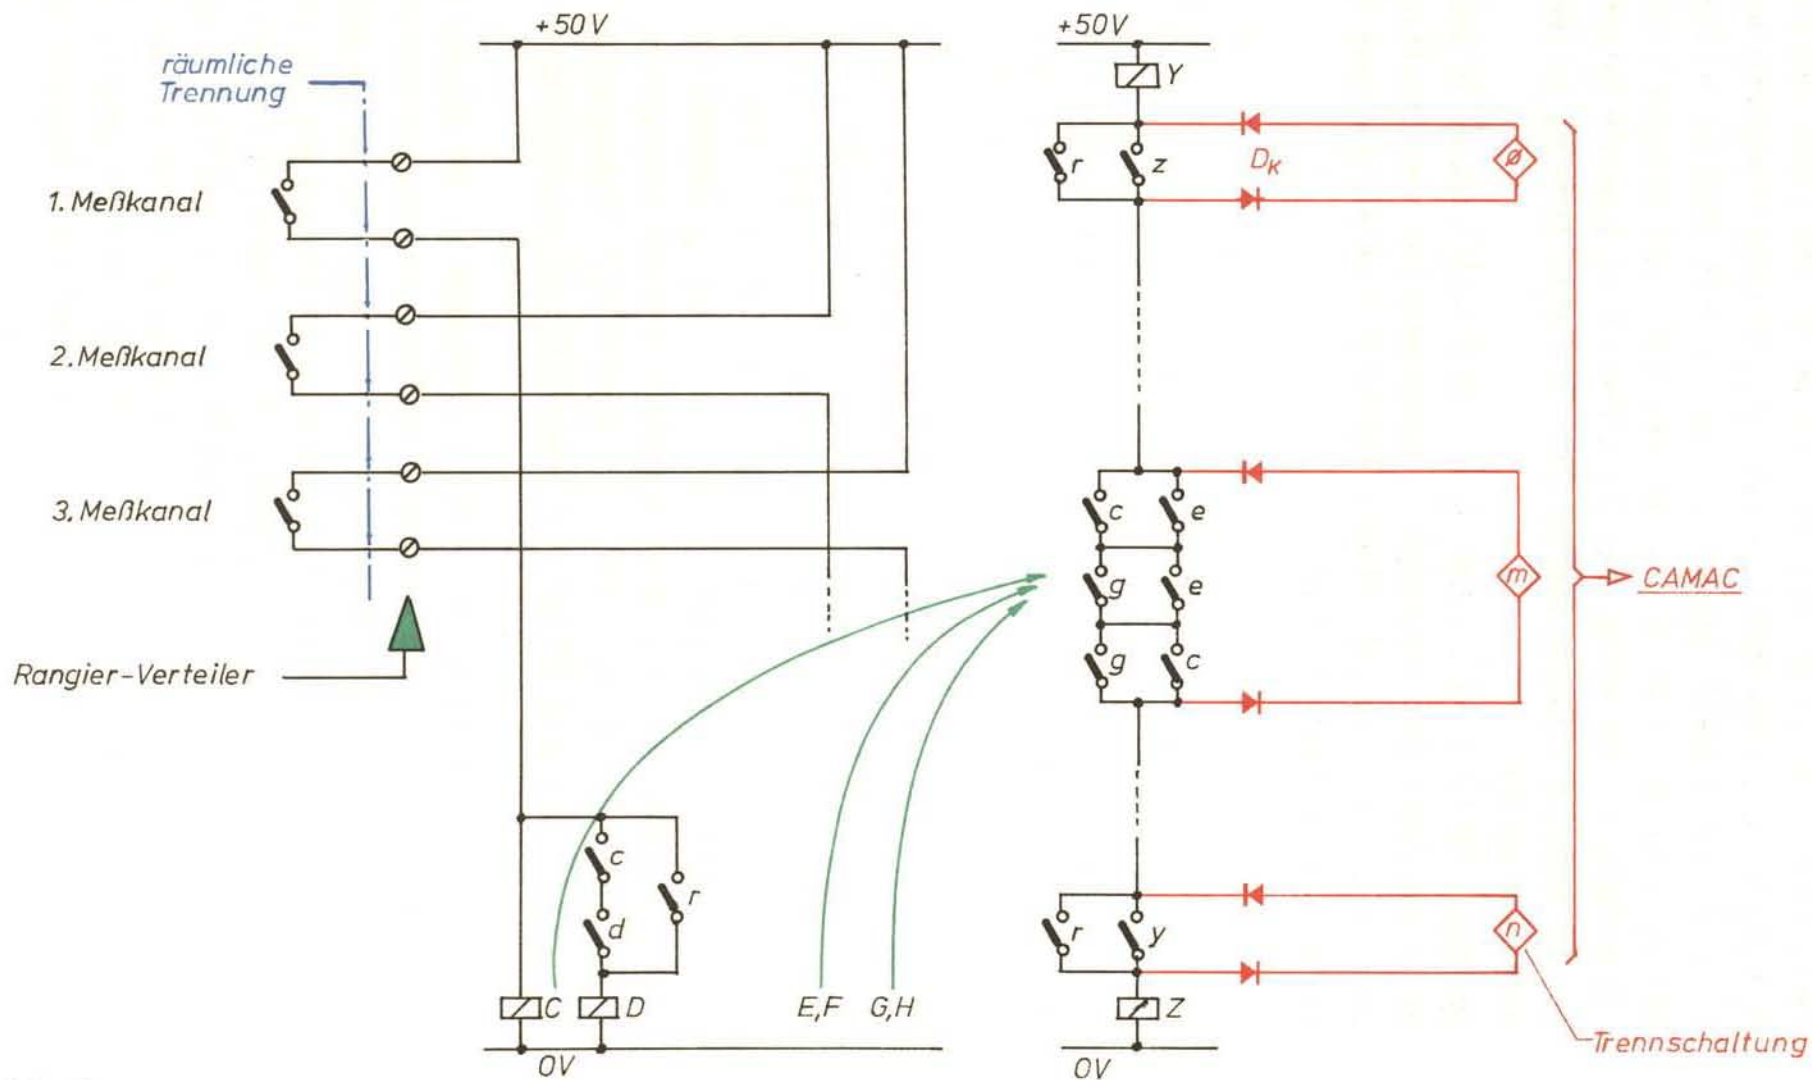 +50V
+50V
räumliche
Trennung
Y
r
z
D_K
ø
1. Meßkanal
2. Meßkanal
3. Meßkanal
c
e
g
e
m
CAMAC
g
c
Rangier-Verteiler
c
r
d
r
y
n
C
D
E,F
G,H
Z
Trennschaltung
0V
0V